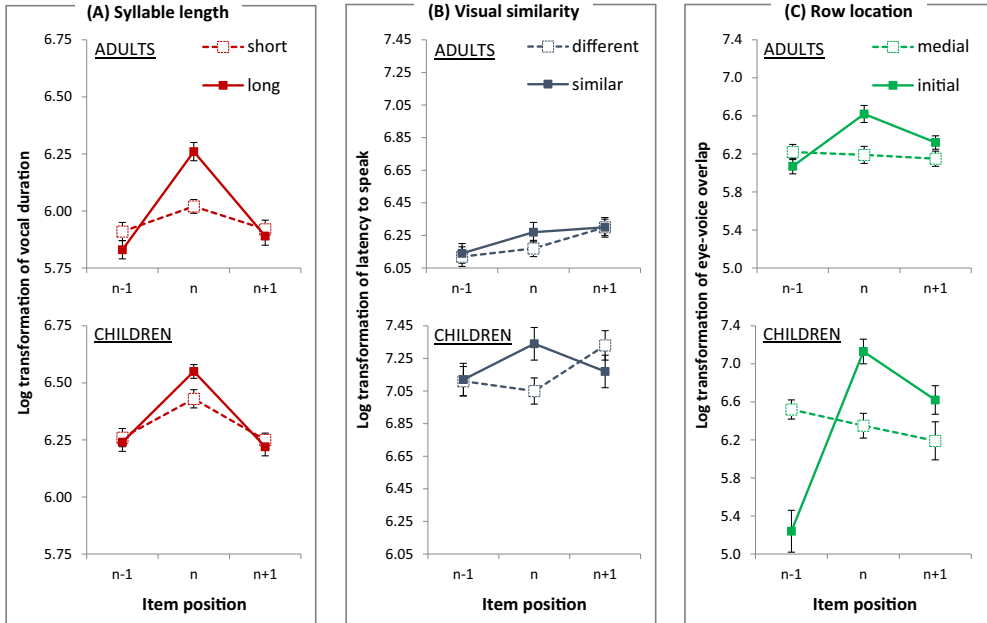 (A) Syllable length
Log transformation of vocal duration
6.75
6.50
6.25
6.00
5.75
ADULTS
short
long
n-1
n
n+1
6.75
6.50
6.25
6.00
5.75
CHILDREN
n-1
n
n+1
Item position
(B) Visual similarity
Log transformation of latency to speak
7.45
7.25
7.05
6.85
6.65
6.45
6.25
6.05
ADULTS
different
similar
n-1
n
n+1
7.45
7.25
7.05
6.85
6.65
6.45
6.25
6.05
CHILDREN
n-1
n
n+1
Item position
(C) Row location
Log transformation of eye-voice overlap
7.4
7.0
6.6
6.2
5.8
5.4
5.0
ADULTS
medial
initial
n-1
n
n+1
7.4
7.0
6.6
6.2
5.8
5.4
5.0
CHILDREN
n-1
n
n+1
Item position